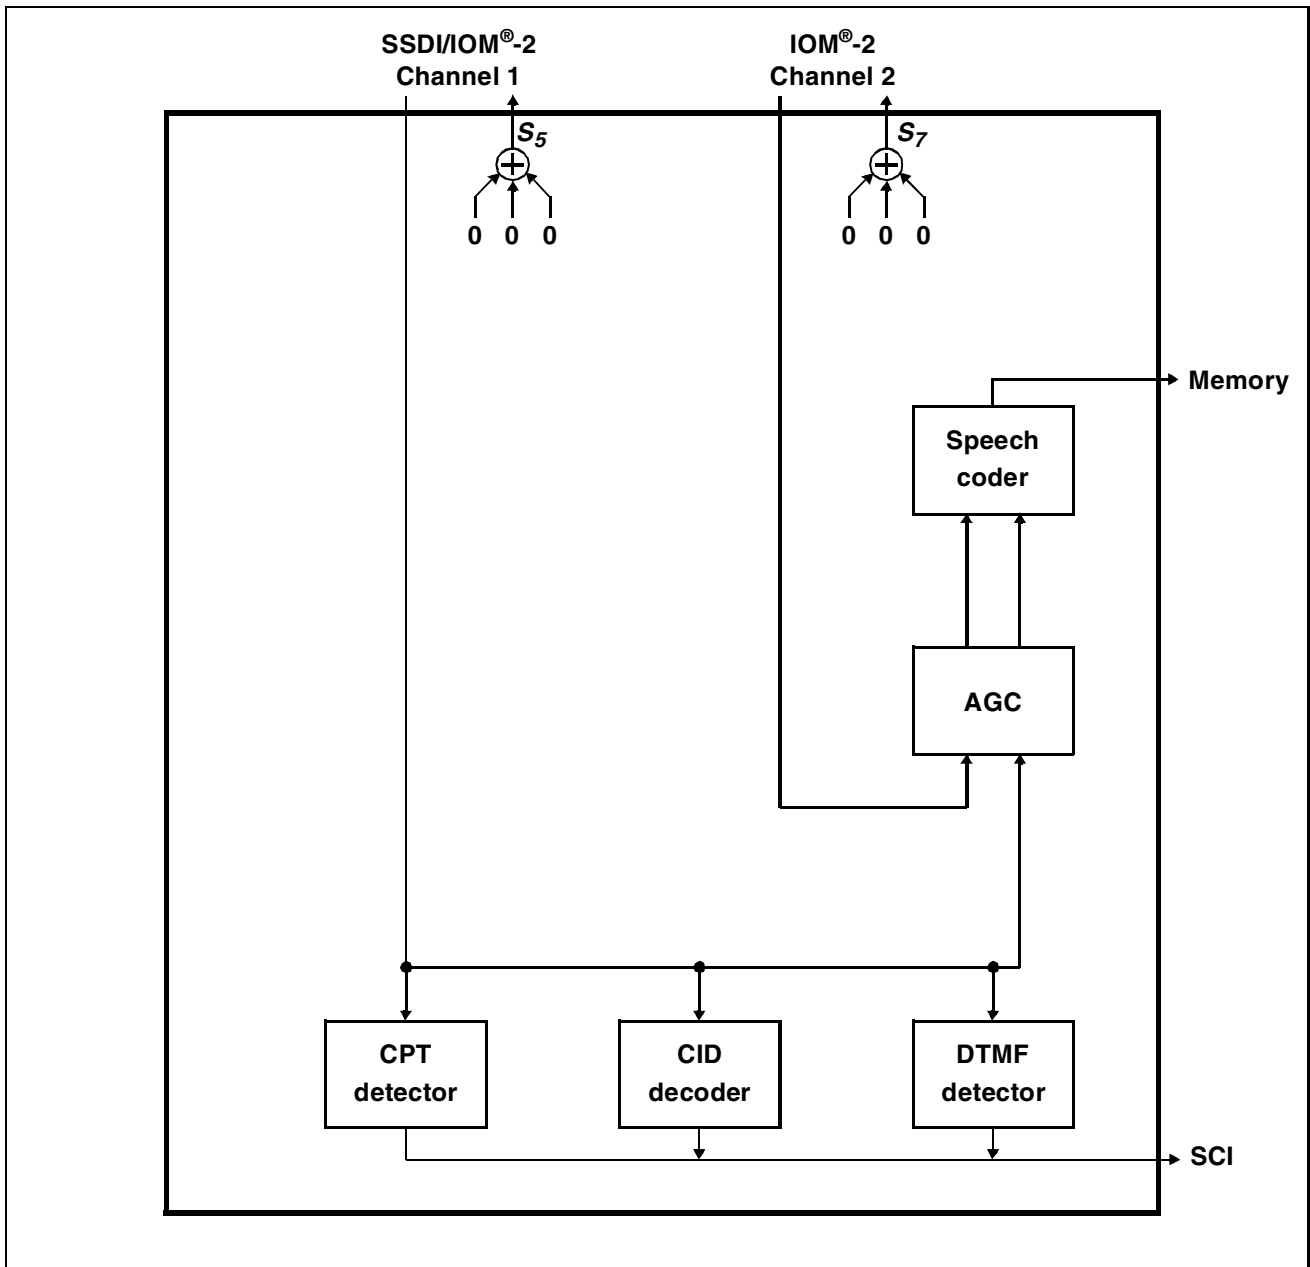 SSDI/IOM®-2
Channel 1
IOM®-2
Channel 2
S5
S7
0 0 0
0 0 0
Memory
Speech
coder
AGC
CPT
detector
CID
decoder
DTMF
detector
SCI